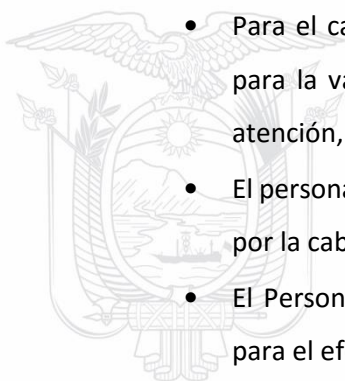 • Para el ca
para la va
atención,
• El persona
por la cab
• El Person
para el ef